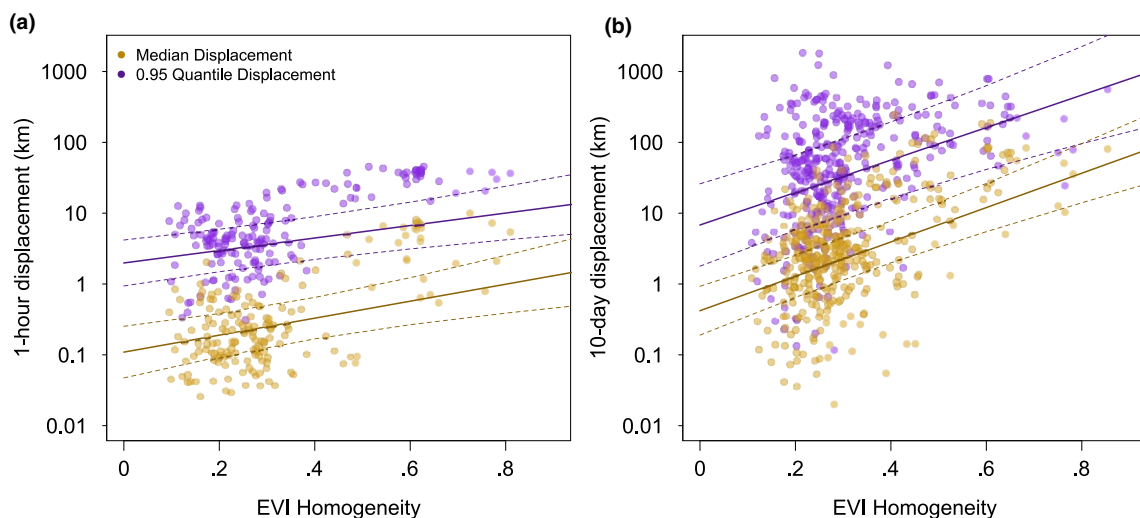 (a)
Median Displacement
0.95 Quantile Displacement
1-hour displacement (km)
1000
100
10
1
0.1
0.01
0
.2
.4
.6
.8
EVI Homogeneity
(b)
10-day displacement (km)
1000
100
10
1
0.1
0.01
0
.2
.4
.6
.8
EVI Homogeneity